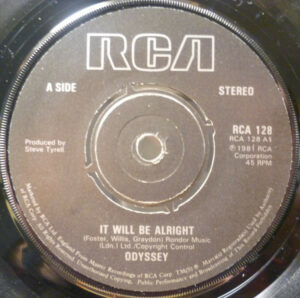 RCA
A SIDE
STEREO
Produced by
Steve Tyrell
RCA 128
RCA 128 A1
℗ 1981 RCA
Corporation
45 RPM
IT WILL BE ALRIGHT
(Foster, Willis, Graydon) Rondor Music
(Ldn.) Ltd /Copyright Control
ODYSSEY